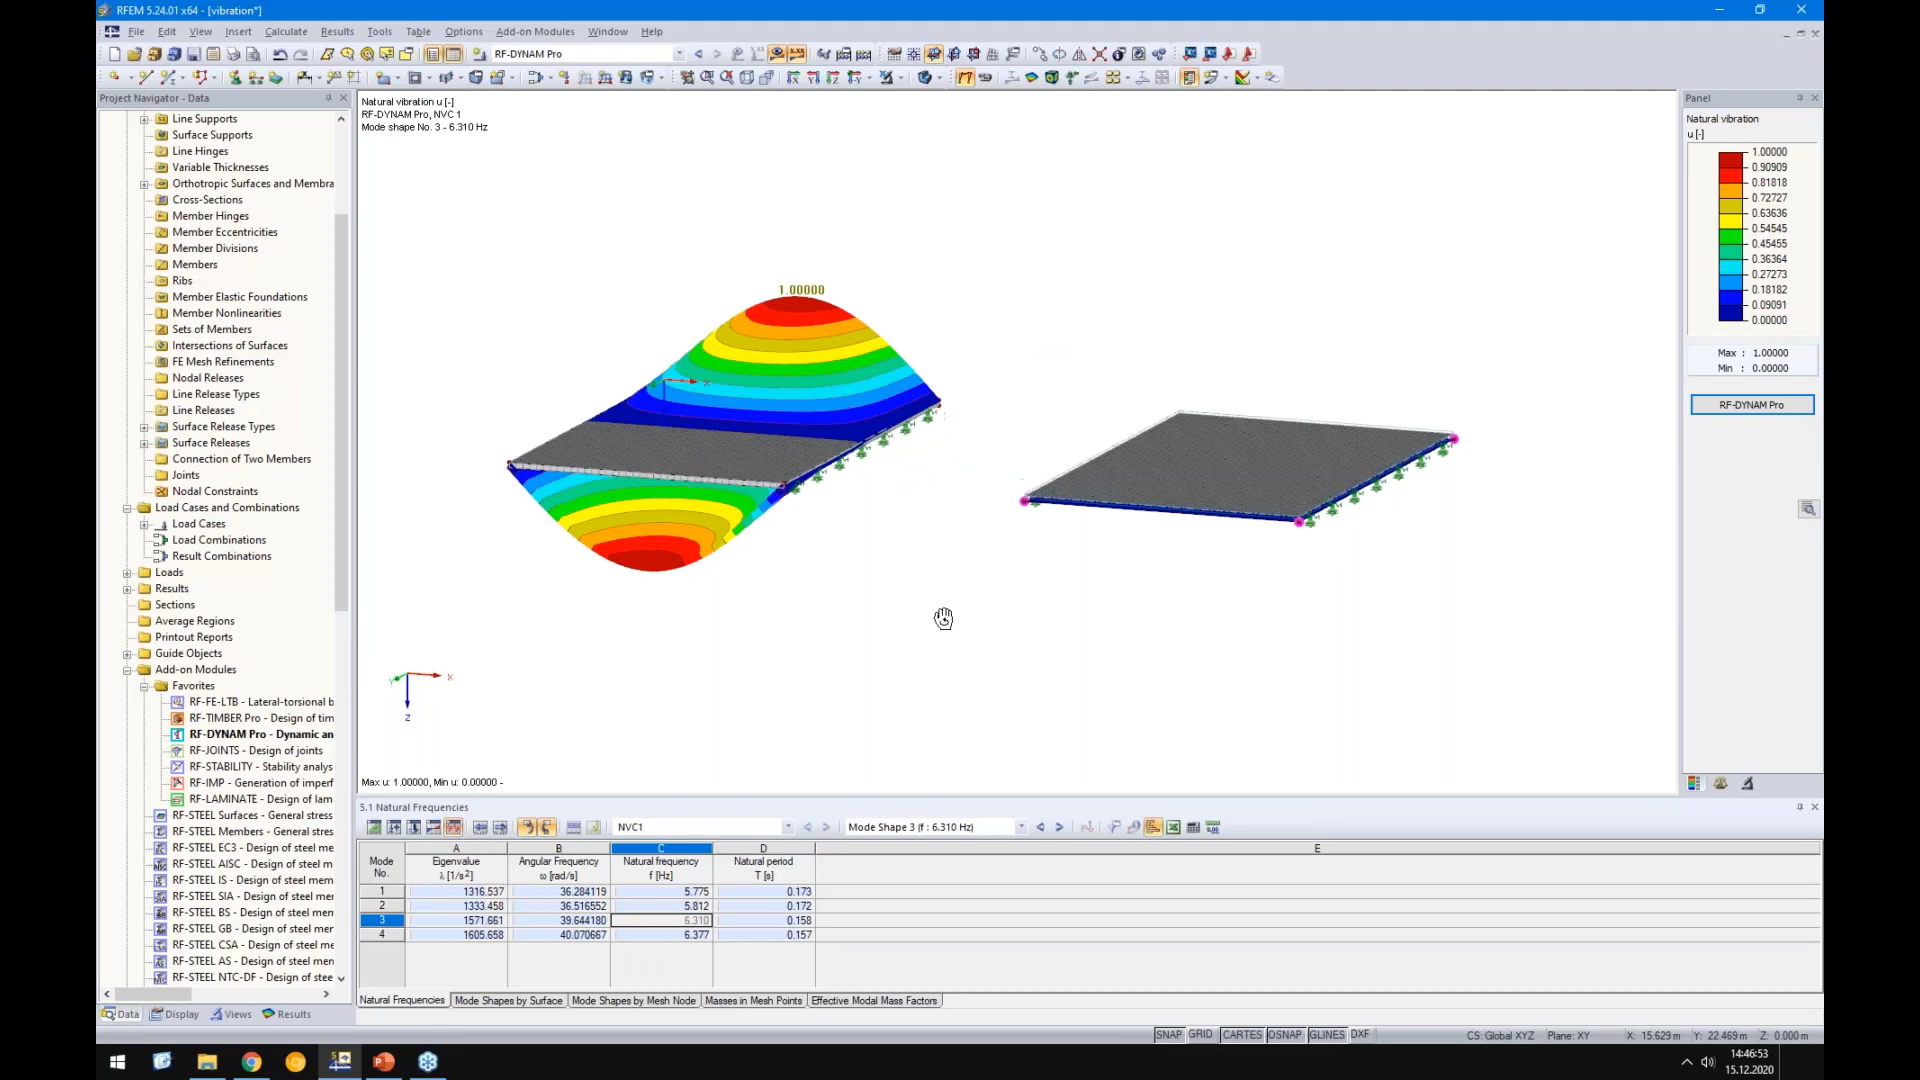 RFEM 5.24.01 x64 - [vibration*]
File Edit View Insert Calculate Results Tools Table Options Add-on Modules Window Help
RF-DYNAM Pro
Project Navigator - Data
Line Supports
Surface Supports
Line Hinges
Variable Thicknesses
Orthotropic Surfaces and Membra
Cross-Sections
Member Hinges
Member Eccentricities
Member Divisions
Members
Ribs
Member Elastic Foundations
Member Nonlinearities
Sets of Members
Intersections of Surfaces
FE Mesh Refinements
Nodal Releases
Line Release Types
Line Releases
Surface Release Types
Surface Releases
Connection of Two Members
Joints
Nodal Constraints
Load Cases and Combinations
Load Cases
Load Combinations
Result Combinations
Loads
Results
Sections
Average Regions
Printout Reports
Guide Objects
Add-on Modules
Favorites
RF-FE-LTB - Lateral-torsional b
RF-TIMBER Pro - Design of tim
RF-DYNAM Pro - Dynamic an
RF-JOINTS - Design of joints
RF-STABILITY - Stability analys
RF-IMP - Generation of imperf
RF-LAMINATE - Design of lam
RF-STEEL Surfaces - General stress
RF-STEEL Members - General stres
RF-STEEL EC3 - Design of steel me
RF-STEEL AISC - Design of steel m
RF-STEEL IS - Design of steel mem
RF-STEEL SIA - Design of steel mem
RF-STEEL BS - Design of steel mem
RF-STEEL GB - Design of steel mem
RF-STEEL CSA - Design of steel me
RF-STEEL AS - Design of steel mem
RF-STEEL NTC-DF - Design of stee
Data Display Views Results
Natural vibration u [-]
RF-DYNAM Pro, NVC 1
Mode shape No. 3 - 6.310 Hz
1.00000
X
X
Y
Z
Max u: 1.00000, Min u: 0.00000 -
Panel
Natural vibration
u [-]
1.00000
0.90909
0.81818
0.72727
0.63636
0.54545
0.45455
0.36364
0.27273
0.18182
0.09091
0.00000
Max : 1.00000
Min : 0.00000
RF-DYNAM Pro
5.1 Natural Frequencies
NVC1 Mode Shape 3 (f : 6.310 Hz)
A B C D E
Mode Eigenvalue Angular Frequency Natural frequency Natural period
No. λ [1/s²] ω [rad/s] f [Hz] T [s]
1 1316.537 36.284119 5.775 0.173
2 1333.458 36.516552 5.812 0.172
3 1571.661 39.644180 6.310 0.158
4 1605.658 40.070667 6.377 0.157
Natural Frequencies Mode Shapes by Surface Mode Shapes by Mesh Node Masses in Mesh Points Effective Modal Mass Factors
SNAP GRID CARTES OSNAP GLINES DXF CS: Global XYZ Plane: XY X: 15.629 m Y: 22.469 m Z: 0.000 m
14:46:53
15.12.2020